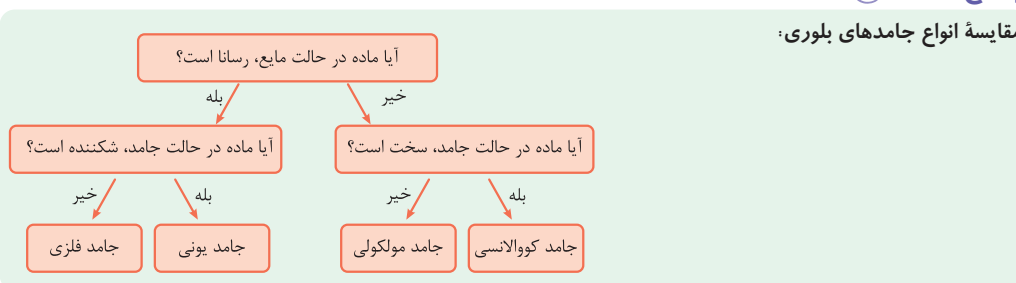 مقایسهٔ انواع جامدهای بلوری:
آیا ماده در حالت مایع، رسانا است؟
خیر
بله
آیا ماده در حالت جامد، سخت است؟
آیا ماده در حالت جامد، شکننده است؟
بله
خیر
بله
خیر
جامد کووالانسی
جامد مولکولی
جامد یونی
جامد فلزی